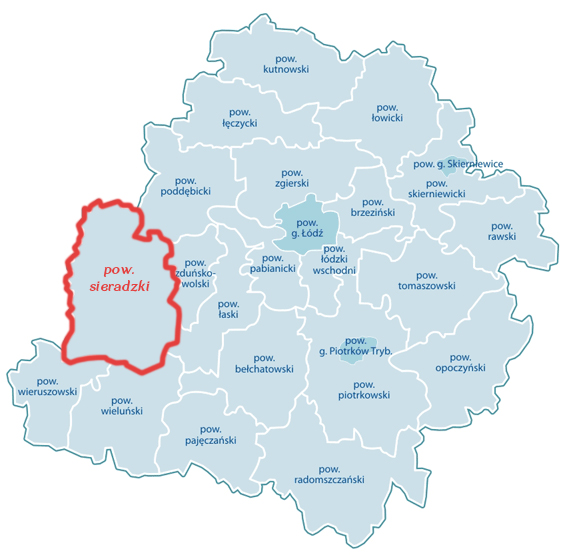 pow.
kutnowski
pow.
łęczycki
pow.
łowicki
pow. g. Skierniewice
pow.
skierniewicki
pow.
poddębicki
pow.
zgierski
pow.
brzeziński
pow.
g. Łódź
pow.
rawski
pow.
sieradzki
pow.
zduńsko-
wolski
pow.
pabianicki
pow.
łódzki
wschodni
pow.
tomaszowski
pow.
łaski
pow.
g. Piotrków Tryb.
pow.
bełchatowski
pow.
opoczyński
pow.
wieruszowski
pow.
wieluński
pow.
piotrkowski
pow.
pajęczański
pow.
radomszczański